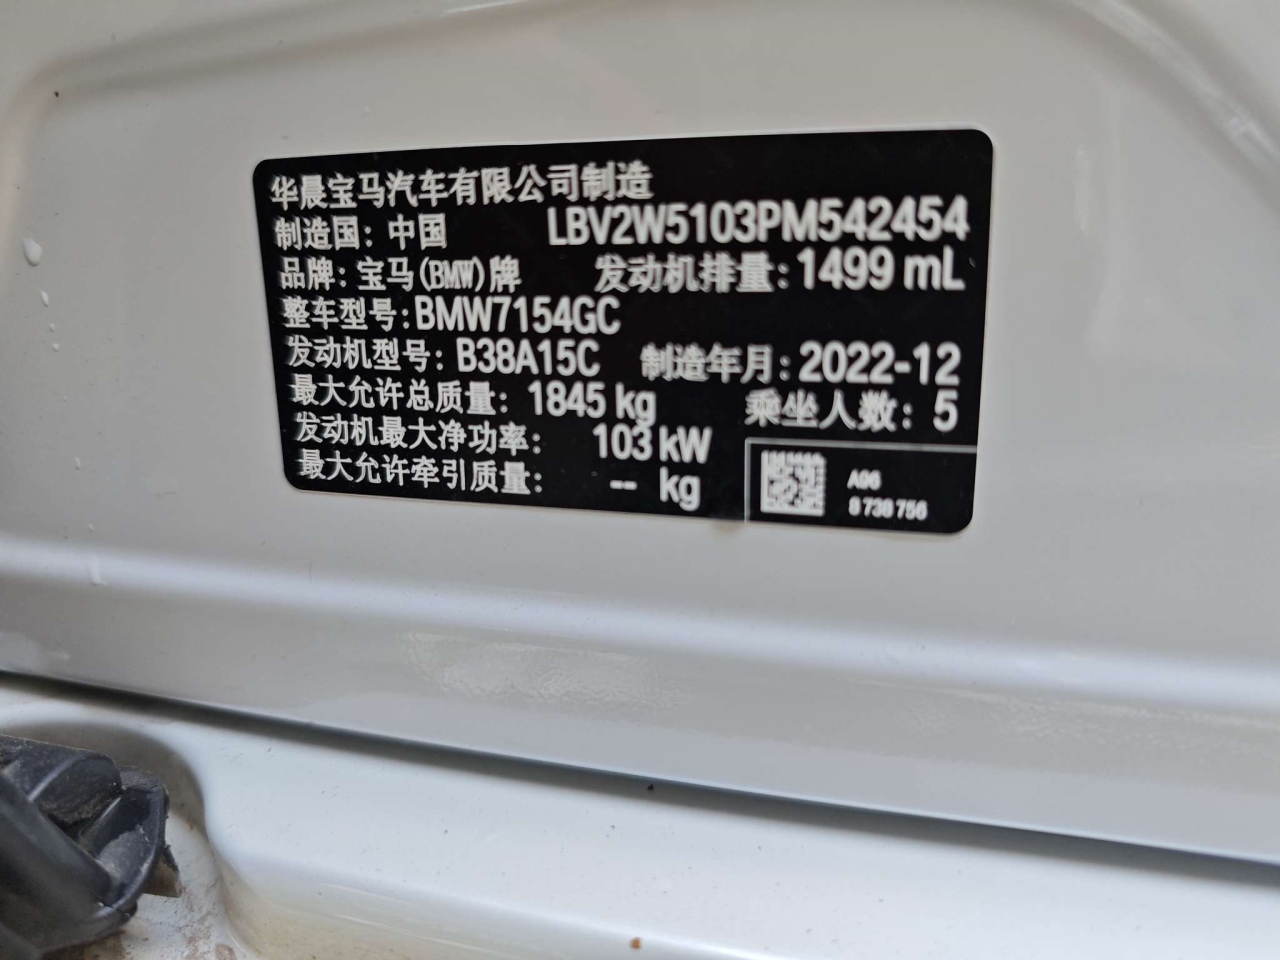 华晨宝马汽车有限公司制造
制造国：中国 LBV2W5103PM542454
品牌：宝马(BMW)牌 发动机排量：1499 mL
整车型号：BMW7154GC
发动机型号：B38A15C 制造年月：2022-12
最大允许总质量：1845 kg 乘坐人数：5
发动机最大净功率： 103 kW
最大允许牵引质量： -- kg
A96
8 738 756